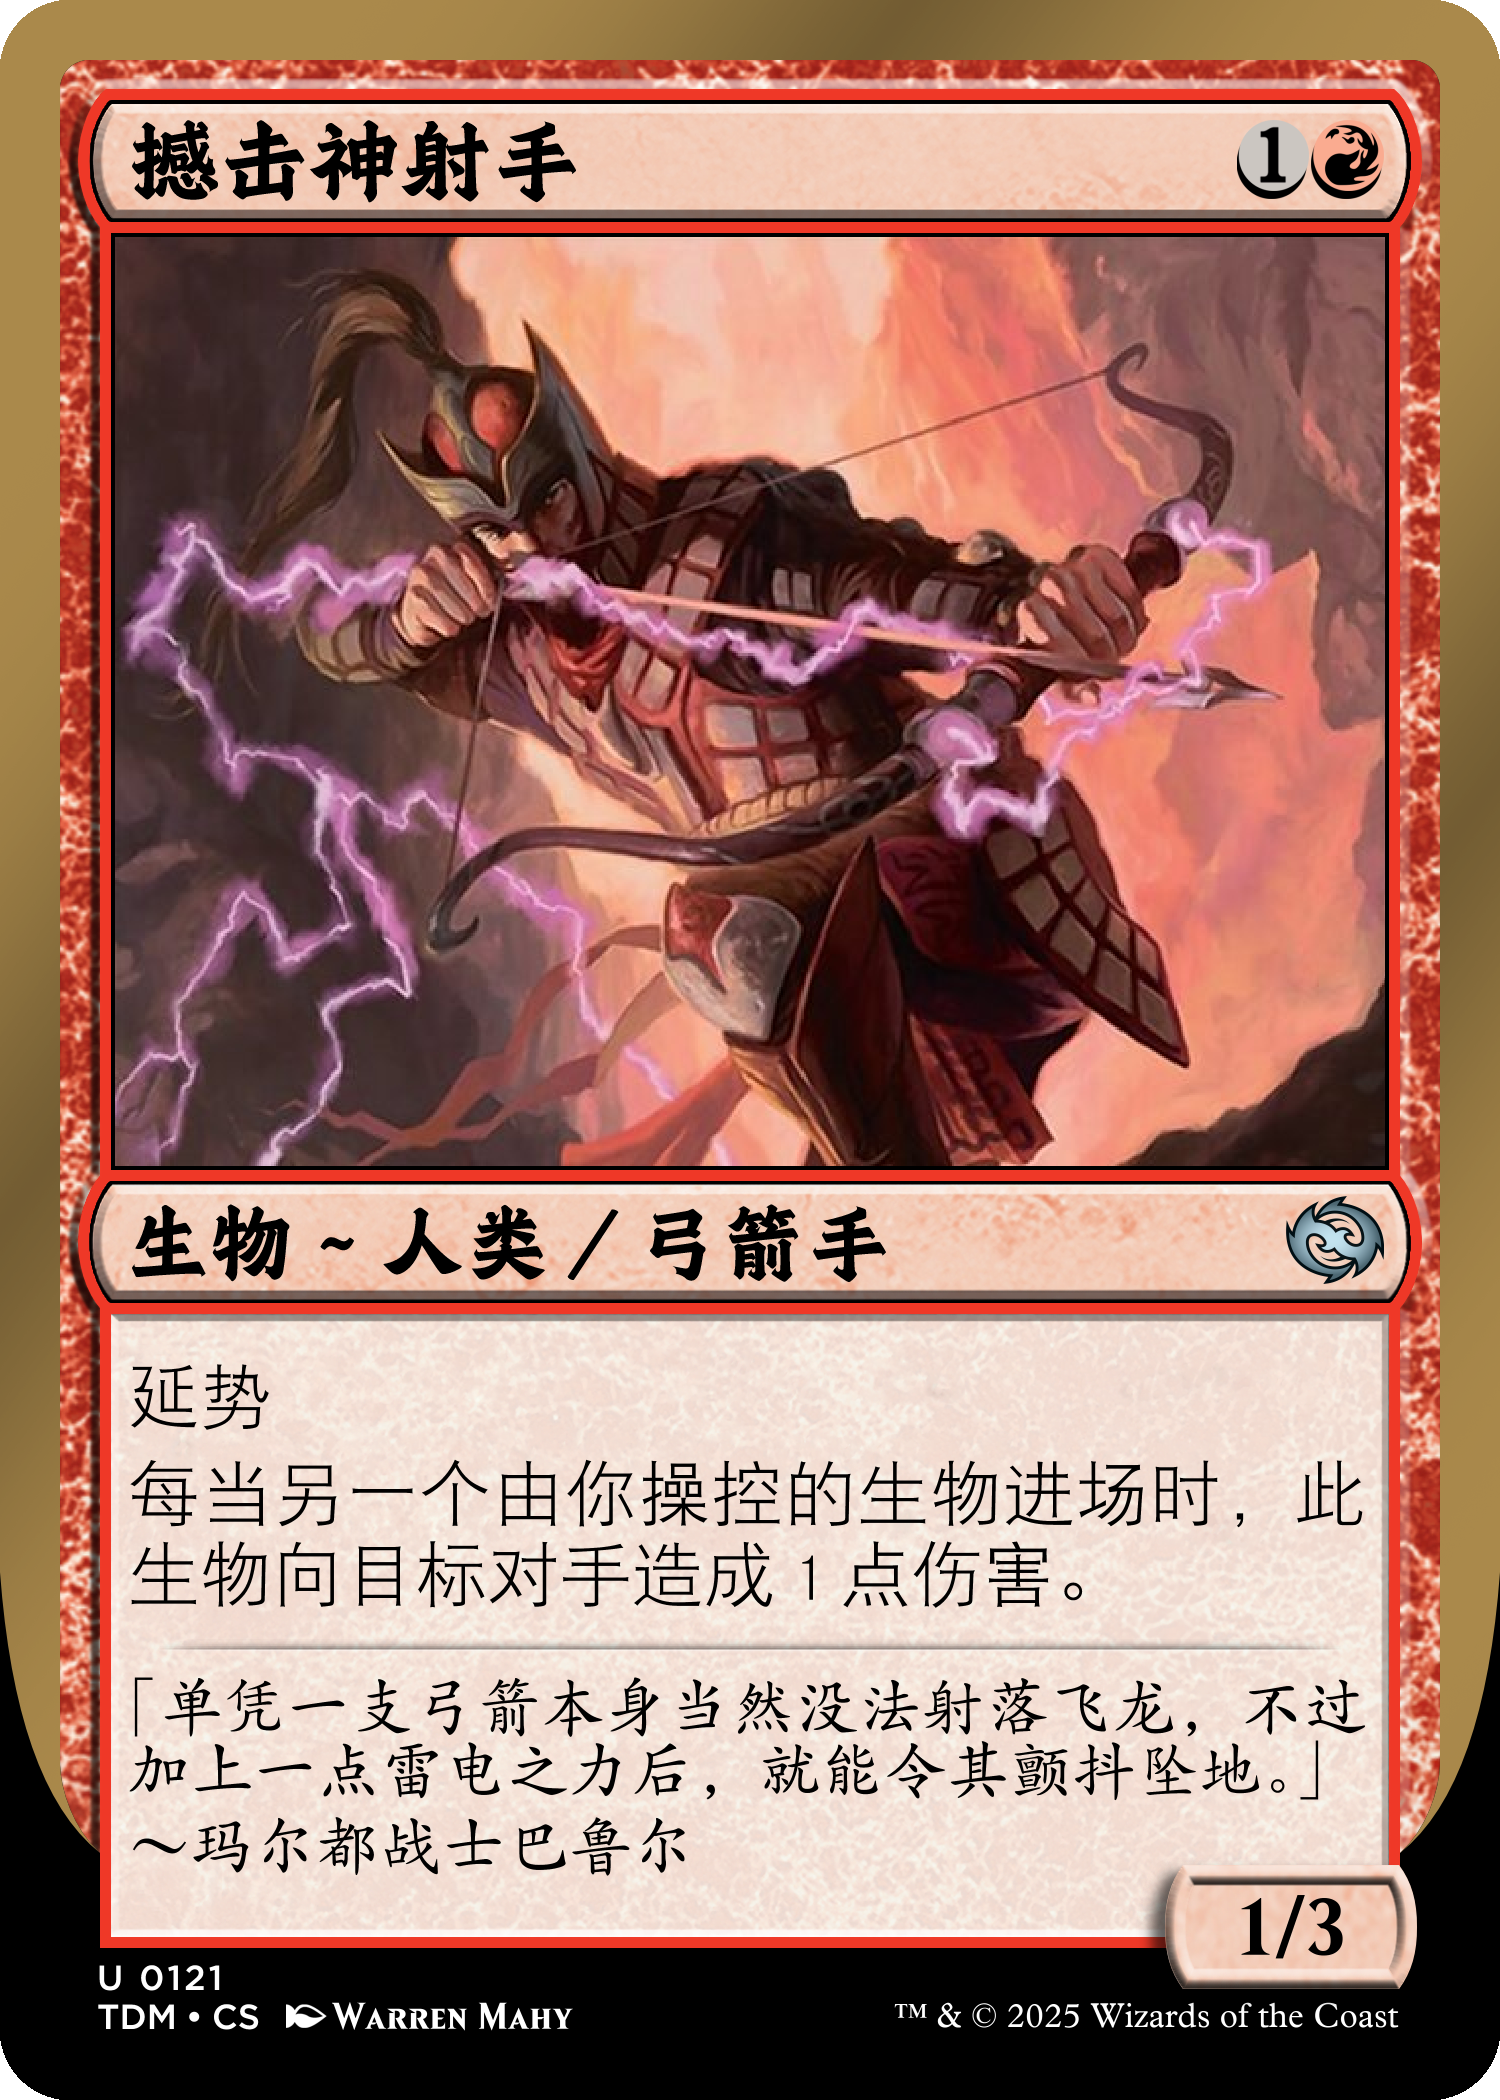 撼击神射手 1
生物 ~ 人类 / 弓箭手
延势
每当另一个由你操控的生物进场时，此
生物向目标对手造成 1 点伤害。
「单凭一支弓箭本身当然没法射落飞龙，不过
加上一点雷电之力后，就能令其颤抖坠地。」
～玛尔都战士巴鲁尔
1/3
U 0121
TDM • CS WARREN MAHY
™ & © 2025 Wizards of the Coast